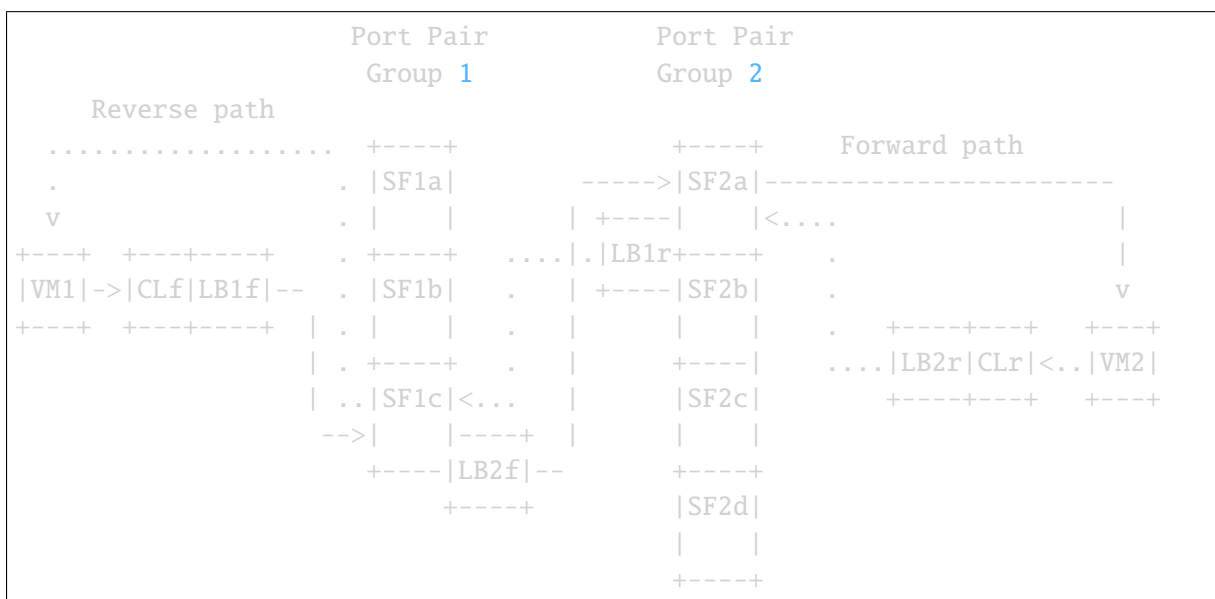 Port Pair           Port Pair
                       Group 1             Group 2
     Reverse path
  ...................  +----+              +----+     Forward path
  .                  . |SF1a|        ----->|SF2a|-----------------------
  v                  . |    |       | +----|    |<....                  |
+---+  +---+----+    . +----+   ....|.|LB1r+----+    .                  |
|VM1|->|CLf|LB1f|--  . |SF1b|   .   | +----|SF2b|    .                  v
+---+  +---+----+  | . |    |   .   |      |    |    .   +----+---+   +---+
                   | . +----+   .   |      +----|    ....|LB2r|CLr|<..|VM2|
                   | ..|SF1c|<...   |      |SF2c|        +----+---+   +---+
                    -->|    |----+  |      |    |
                       +----|LB2f|--       +----+
                            +----+         |SF2d|
                                           |    |
                                           +----+